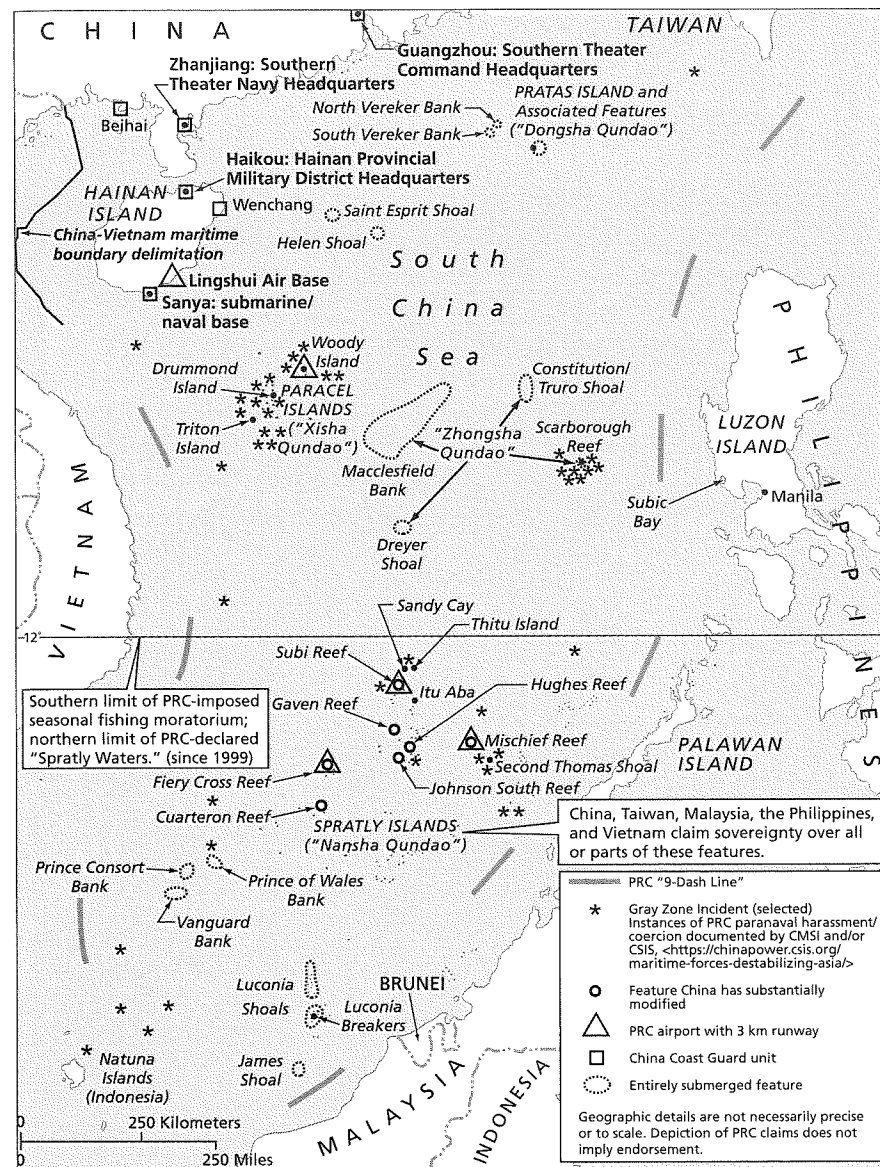 CHINA
TAIWAN
Guangzhou: Southern Theater
Command Headquarters
Zhanjiang: Southern
Theater Navy Headquarters
PRATAS ISLAND and
Associated Features
("Dongsha Qundao")
North Vereker Bank
South Vereker Bank
Beihai
Haikou: Hainan Provincial
Military District Headquarters
HAINAN
ISLAND
Wenchang
Saint Esprit Shoal
Helen Shoal
China-Vietnam maritime
boundary delimitation
Lingshui Air Base
Sanya: submarine/
naval base
South
China
Sea
PHILIPPINES
Woody
Island
Drummond
Island
PARACEL
ISLANDS
("Xisha
Qundao")
Triton
Island
Constitution/
Truro Shoal
"Zhongsha
Qundao"
Scarborough
Reef
LUZON
ISLAND
Macclesfield
Bank
Subic
Bay
Manila
Dreyer
Shoal
VIETNAM
Sandy Cay
Thitu Island
12°
Subi Reef
Itu Aba
Hughes Reef
Gaven Reef
Southern limit of PRC-imposed
seasonal fishing moratorium;
northern limit of PRC-declared
"Spratly Waters." (since 1999)
Mischief Reef
PALAWAN
ISLAND
Second Thomas Shoal
Fiery Cross Reef
Johnson South Reef
Cuarteron Reef
SPRATLY ISLANDS
("Nansha Qundao")
China, Taiwan, Malaysia, the Philippines,
and Vietnam claim sovereignty over all
or parts of these features.
Prince Consort
Bank
Prince of Wales
Bank
Vanguard
Bank
Luconia
Shoals
BRUNEI
Luconia
Breakers
Natuna
Islands
(Indonesia)
James
Shoal
MALAYSIA
INDONESIA
0 250 Kilometers
0 250 Miles
PRC "9-Dash Line"
* Gray Zone Incident (selected)
Instances of PRC paranaval harassment/
coercion documented by CMSI and/or
CSIS, <https://chinapower.csis.org/
maritime-forces-destabilizing-asia/>
Feature China has substantially
modified
PRC airport with 3 km runway
China Coast Guard unit
Entirely submerged feature
Geographic details are not necessarily precise
or to scale. Depiction of PRC claims does not
imply endorsement.